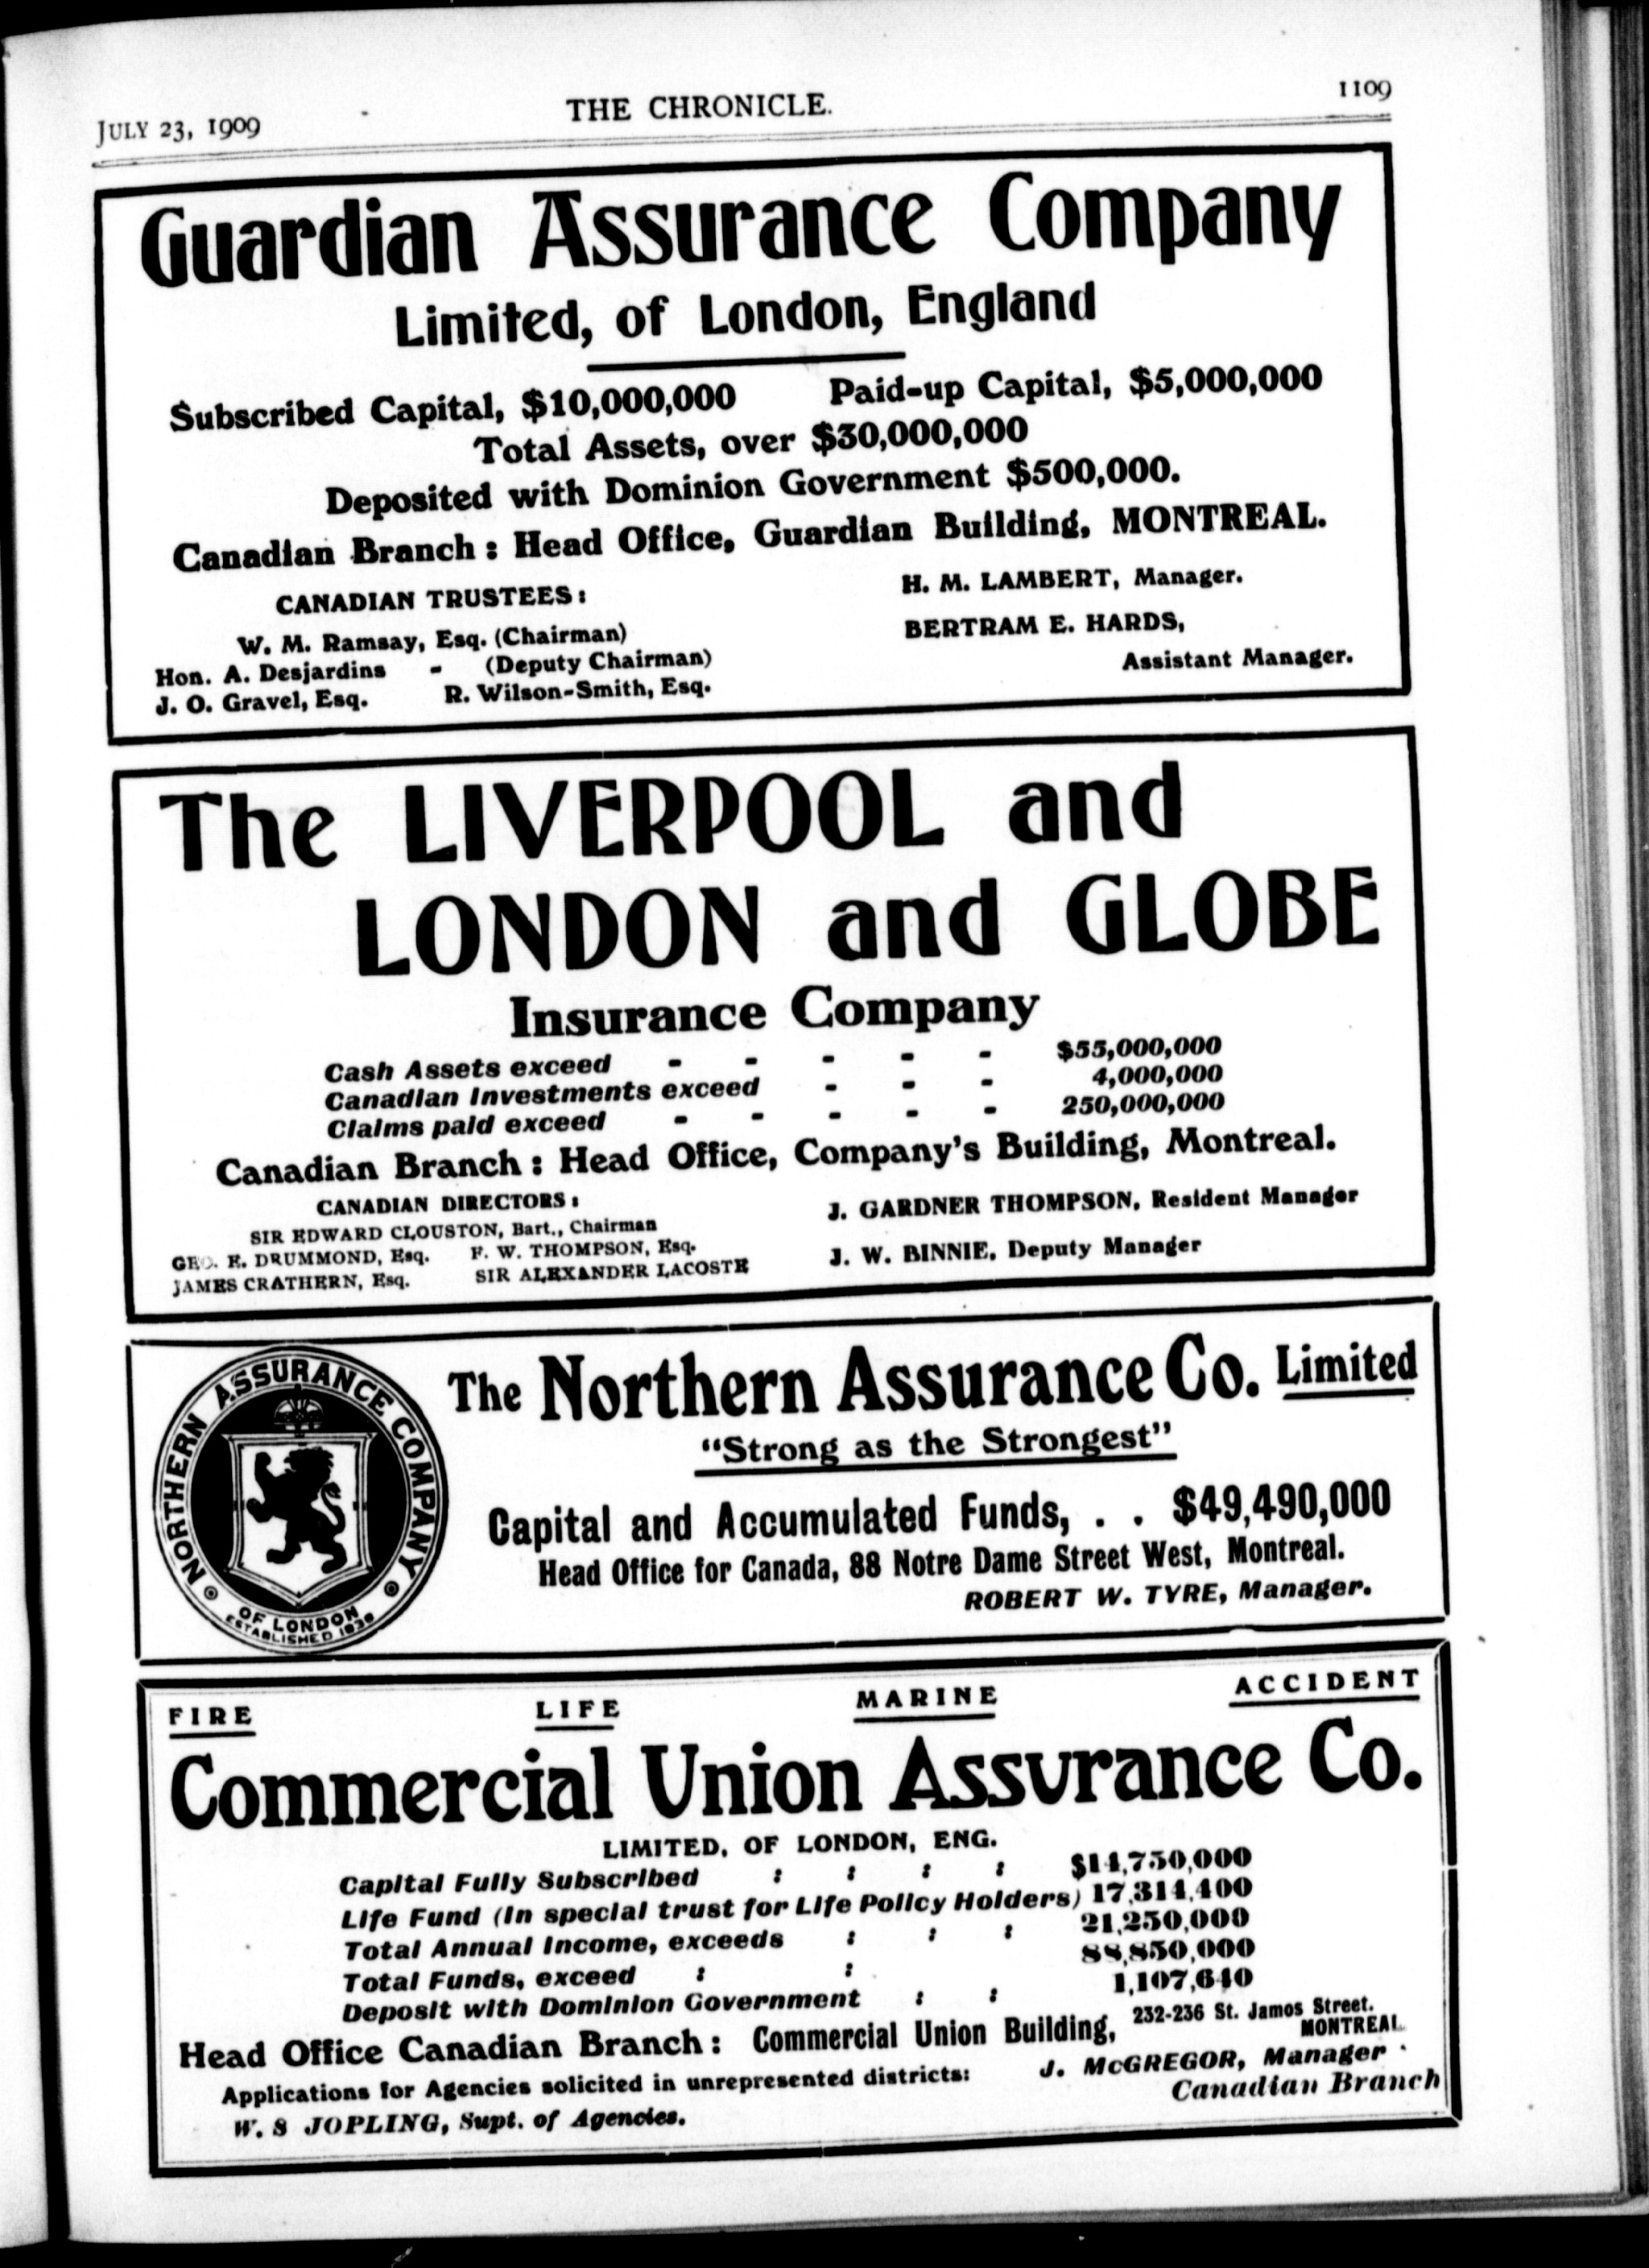 JULY 23, 1909 THE CHRONICLE. 1109
Guardian Assurance Company
Limited, of London, England
Subscribed Capital, $10,000,000 Paid-up Capital, $5,000,000
Total Assets, over $30,000,000
Deposited with Dominion Government $500,000.
Canadian Branch : Head Office, Guardian Building, MONTREAL.
CANADIAN TRUSTEES :
W. M. Ramsay, Esq. (Chairman)
Hon. A. Desjardins - (Deputy Chairman)
J. O. Gravel, Esq. R. Wilson-Smith, Esq.
H. M. LAMBERT, Manager.
BERTRAM E. HARDS,
Assistant Manager.
The LIVERPOOL and
LONDON and GLOBE
Insurance Company
Cash Assets exceed - - - - - $55,000,000
Canadian Investments exceed - - - 4,000,000
Claims paid exceed - - - - - 250,000,000
Canadian Branch : Head Office, Company's Building, Montreal.
CANADIAN DIRECTORS :
SIR EDWARD CLOUSTON, Bart., Chairman
GEO. E. DRUMMOND, Esq. F. W. THOMPSON, Esq.
JAMES CRATHERN, Esq. SIR ALEXANDER LACOSTE
J. GARDNER THOMPSON, Resident Manager
J. W. BINNIE, Deputy Manager
NORTHERN ASSURANCE COMPANY
OF LONDON
ESTABLISHED 1836
The Northern Assurance Co. Limited
"Strong as the Strongest"
Capital and Accumulated Funds, . . $49,490,000
Head Office for Canada, 88 Notre Dame Street West, Montreal.
ROBERT W. TYRE, Manager.
FIRE LIFE MARINE ACCIDENT
Commercial Union Assurance Co.
LIMITED, OF LONDON, ENG.
Capital Fully Subscribed : : : : $14,750,000
Life Fund (In special trust for Life Policy Holders) 17,314,400
Total Annual Income, exceeds : : : 21,250,000
Total Funds, exceed : : 88,850,000
Deposit with Dominion Government : : 1,107,640
Head Office Canadian Branch : Commercial Union Building, 232-236 St. James Street.
MONTREAL
Applications for Agencies solicited in unrepresented districts:
W. S JOPLING, Supt. of Agencies.
J. McGREGOR, Manager
Canadian Branch